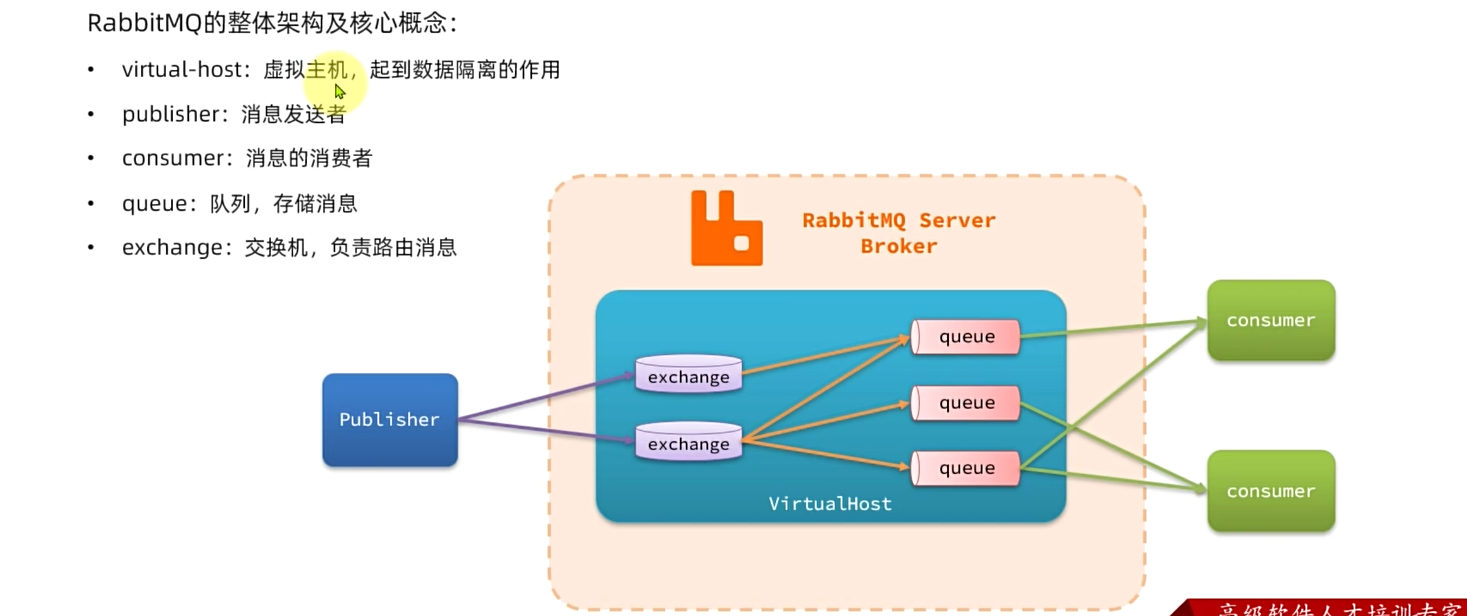 RabbitMQ的整体架构及核心概念：
• virtual-host：虚拟主机，起到数据隔离的作用
• publisher：消息发送者
• consumer：消息的消费者
• queue：队列，存储消息
• exchange：交换机，负责路由消息
RabbitMQ Server
Broker
Publisher
exchange
exchange
queue
queue
queue
VirtualHost
consumer
consumer
高级软件人才培训专家